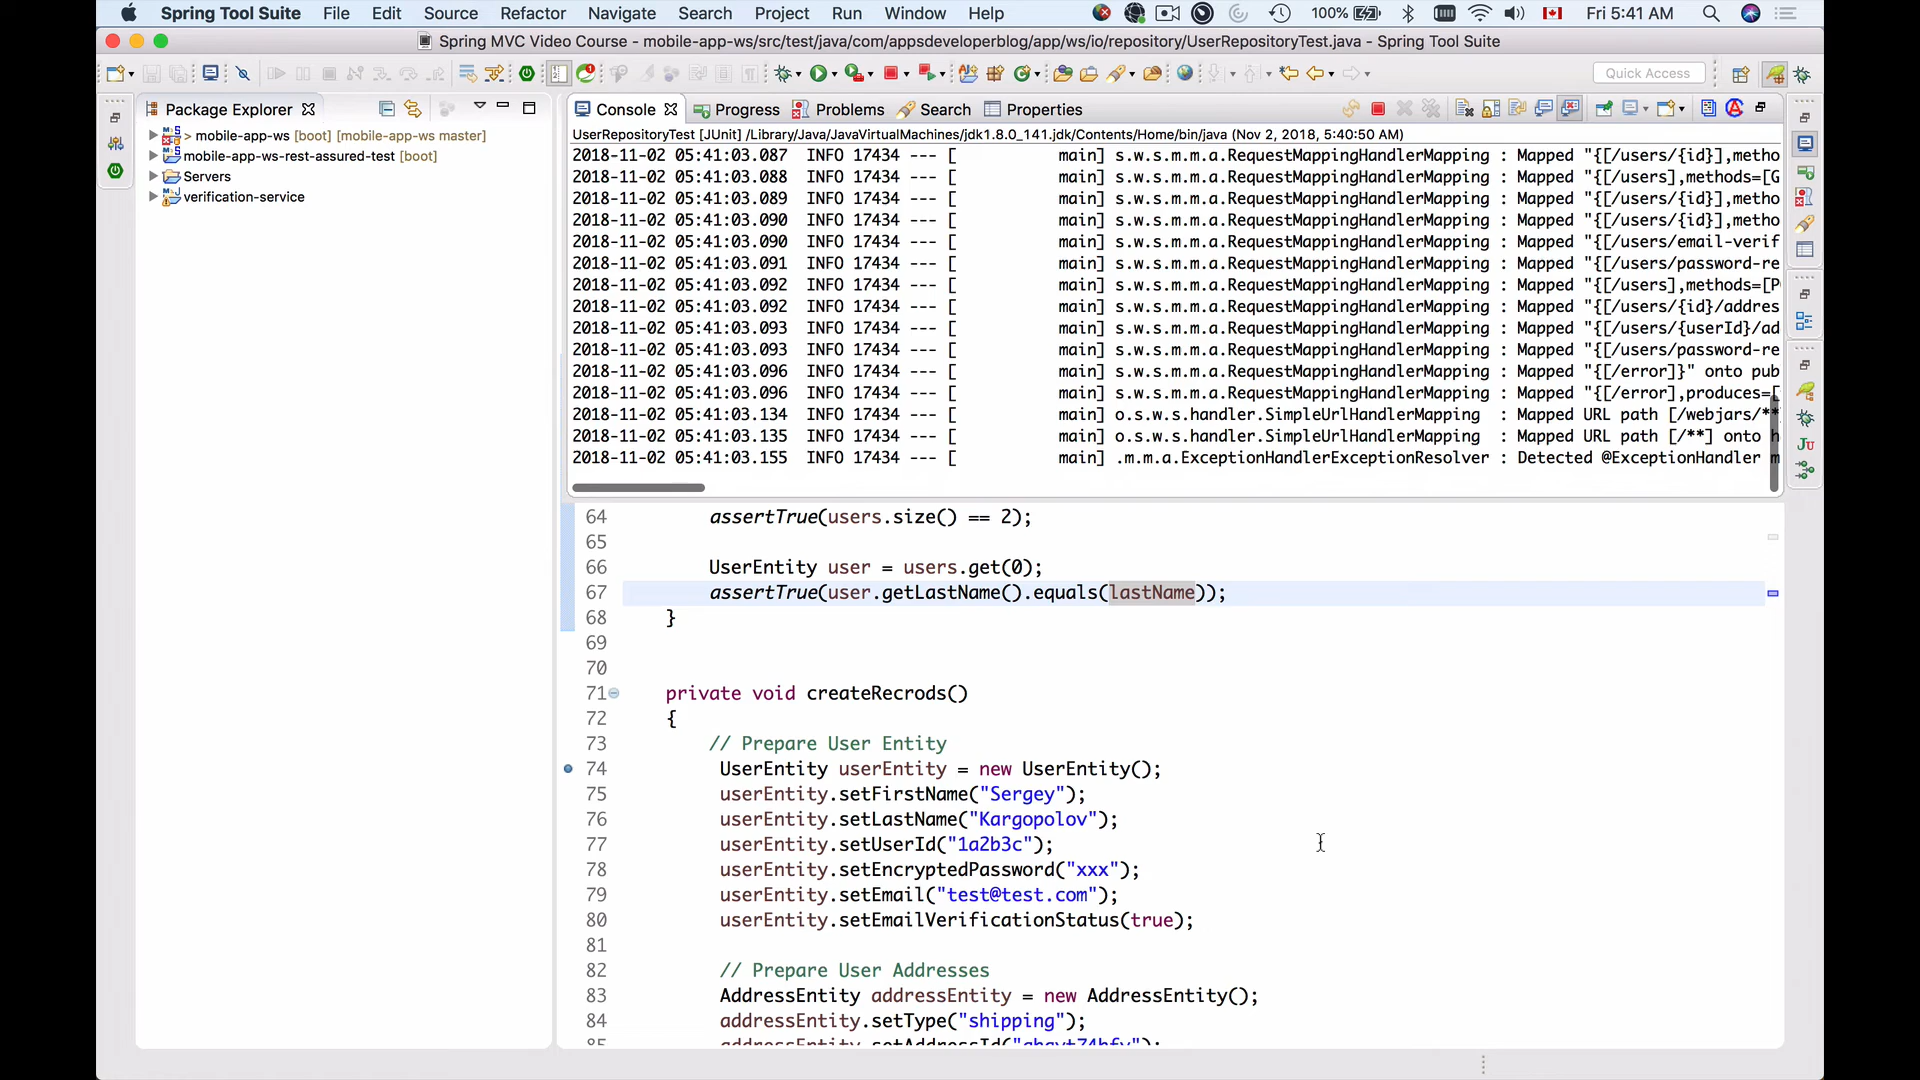 Spring Tool Suite File Edit Source Refactor Navigate Search Project Run Window Help 100% Fri 5:41 AM
Spring MVC Video Course - mobile-app-ws/src/test/java/com/appsdeveloperblog/app/ws/io/repository/UserRepositoryTest.java - Spring Tool Suite
Quick Access
Package Explorer
> mobile-app-ws [boot] [mobile-app-ws master]
mobile-app-ws-rest-assured-test [boot]
Servers
verification-service
Console Progress Problems Search Properties
UserRepositoryTest [JUnit] /Library/Java/JavaVirtualMachines/jdk1.8.0_141.jdk/Contents/Home/bin/java (Nov 2, 2018, 5:40:50 AM)
2018-11-02 05:41:03.087 INFO 17434 --- [ main] s.w.s.m.m.a.RequestMappingHandlerMapping : Mapped "{[/users/{id}],metho
2018-11-02 05:41:03.088 INFO 17434 --- [ main] s.w.s.m.m.a.RequestMappingHandlerMapping : Mapped "{[/users],methods=[G
2018-11-02 05:41:03.089 INFO 17434 --- [ main] s.w.s.m.m.a.RequestMappingHandlerMapping : Mapped "{[/users/{id}],metho
2018-11-02 05:41:03.090 INFO 17434 --- [ main] s.w.s.m.m.a.RequestMappingHandlerMapping : Mapped "{[/users/{id}],metho
2018-11-02 05:41:03.090 INFO 17434 --- [ main] s.w.s.m.m.a.RequestMappingHandlerMapping : Mapped "{[/users/email-verif
2018-11-02 05:41:03.091 INFO 17434 --- [ main] s.w.s.m.m.a.RequestMappingHandlerMapping : Mapped "{[/users/password-re
2018-11-02 05:41:03.092 INFO 17434 --- [ main] s.w.s.m.m.a.RequestMappingHandlerMapping : Mapped "{[/users],methods=[P
2018-11-02 05:41:03.092 INFO 17434 --- [ main] s.w.s.m.m.a.RequestMappingHandlerMapping : Mapped "{[/users/{id}/addres
2018-11-02 05:41:03.093 INFO 17434 --- [ main] s.w.s.m.m.a.RequestMappingHandlerMapping : Mapped "{[/users/{userId}/ad
2018-11-02 05:41:03.093 INFO 17434 --- [ main] s.w.s.m.m.a.RequestMappingHandlerMapping : Mapped "{[/users/password-re
2018-11-02 05:41:03.096 INFO 17434 --- [ main] s.w.s.m.m.a.RequestMappingHandlerMapping : Mapped "{[/error]}" onto pub
2018-11-02 05:41:03.096 INFO 17434 --- [ main] s.w.s.m.m.a.RequestMappingHandlerMapping : Mapped "{[/error],produces=[
2018-11-02 05:41:03.134 INFO 17434 --- [ main] o.s.w.s.handler.SimpleUrlHandlerMapping : Mapped URL path [/webjars/**
2018-11-02 05:41:03.135 INFO 17434 --- [ main] o.s.w.s.handler.SimpleUrlHandlerMapping : Mapped URL path [/**] onto h
2018-11-02 05:41:03.155 INFO 17434 --- [ main] .m.m.a.ExceptionHandlerExceptionResolver : Detected @ExceptionHandler m
64 assertTrue(users.size() == 2);
65
66 UserEntity user = users.get(0);
67 assertTrue(user.getLastName().equals(lastName));
68 }
69
70
71 private void createRecrods()
72 {
73 // Prepare User Entity
74 UserEntity userEntity = new UserEntity();
75 userEntity.setFirstName("Sergey");
76 userEntity.setLastName("Kargopolov");
77 userEntity.setUserId("1a2b3c");
78 userEntity.setEncryptedPassword("xxx");
79 userEntity.setEmail("test@test.com");
80 userEntity.setEmailVerificationStatus(true);
81
82 // Prepare User Addresses
83 AddressEntity addressEntity = new AddressEntity();
84 addressEntity.setType("shipping");